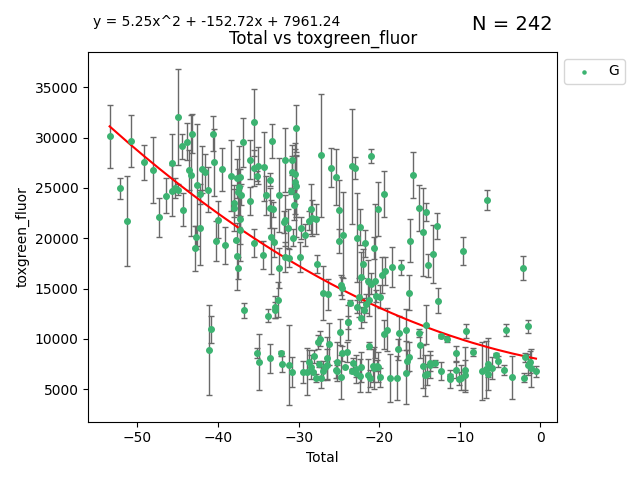 y = 5.25x^2 + -152.72x + 7961.24
N = 242
Total vs toxgreen_fluor
G
35000
30000
25000
20000
15000
10000
5000
toxgreen_fluor
−50
−40
−30
−20
−10
0
Total